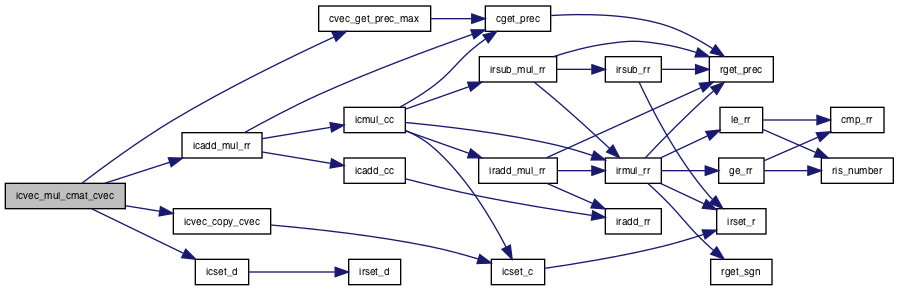 icvec_mul_cmat_cvec
cvec_get_prec_max
icadd_mul_rr
icvec_copy_cvec
icset_d
icmul_cc
icadd_cc
irset_d
cget_prec
irsub_mul_rr
iradd_mul_rr
icset_c
irsub_rr
irmul_rr
iradd_rr
rget_prec
le_rr
ge_rr
irset_r
rget_sgn
cmp_rr
ris_number